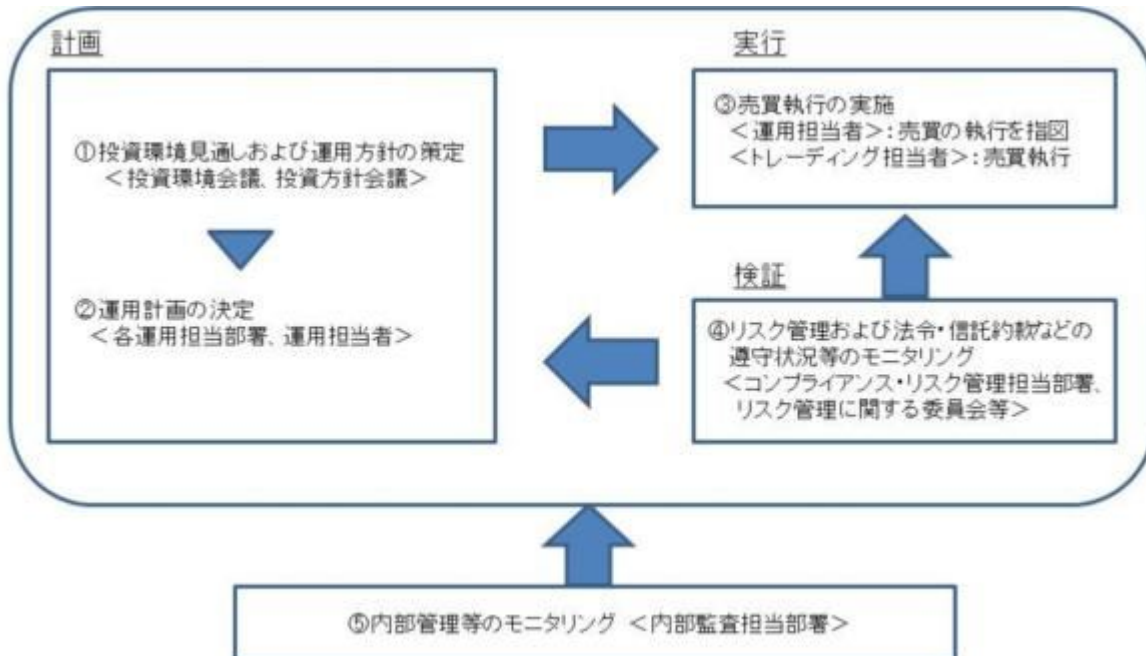 計画
①投資環境見通しおよび運用方針の策定
<投資環境会議、投資方針会議>
②運用計画の決定
<各運用担当部署、運用担当者>
実行
③売買執行の実施
<運用担当者>:売買の執行を指図
<トレーディング担当者>:売買執行
検証
④リスク管理および法令・信託約款などの
遵守状況等のモニタリング
<コンプライアンス・リスク管理担当部署、
リスク管理に関する委員会等>
⑤内部管理等のモニタリング <内部監査担当部署>